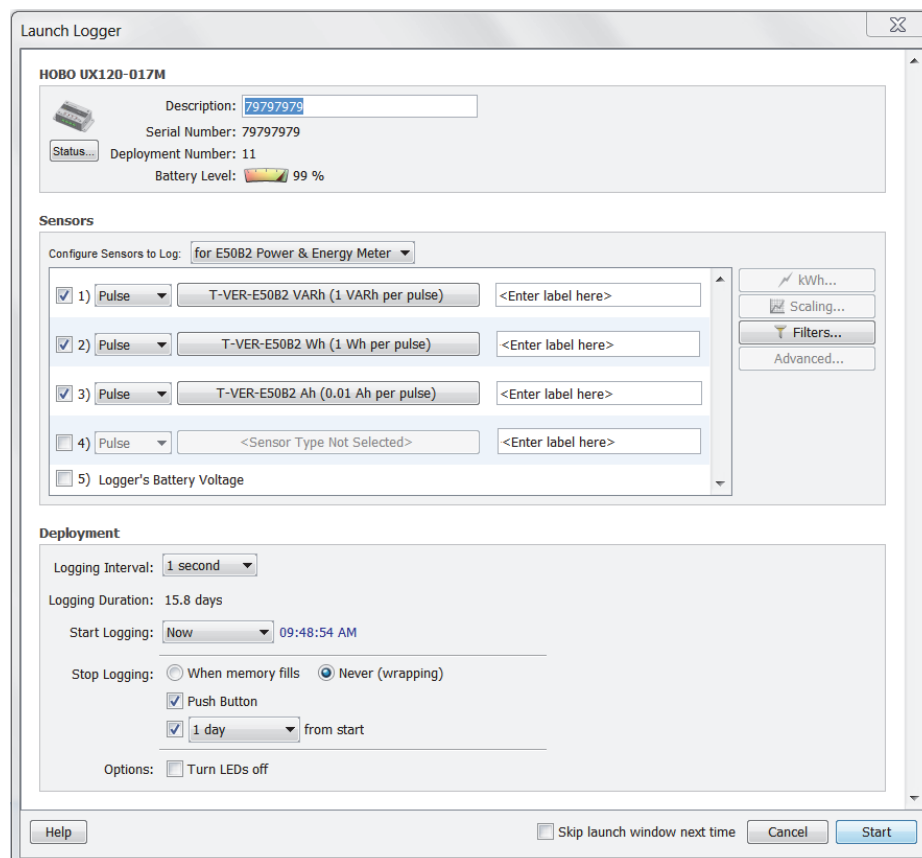 Launch Logger
HOBO UX120-017M
Description: 79797979
Serial Number: 79797979
Status...
Deployment Number: 11
Battery Level: 99 %
Sensors
Configure Sensors to Log: for E50B2 Power & Energy Meter
1) Pulse T-VER-E50B2 VARh (1 VARh per pulse) <Enter label here>
2) Pulse T-VER-E50B2 Wh (1 Wh per pulse) <Enter label here>
3) Pulse T-VER-E50B2 Ah (0.01 Ah per pulse) <Enter label here>
4) Pulse <Sensor Type Not Selected> <Enter label here>
5) Logger's Battery Voltage
kWh...
Scaling...
Filters...
Advanced...
Deployment
Logging Interval: 1 second
Logging Duration: 15.8 days
Start Logging: Now 09:48:54 AM
Stop Logging: When memory fills Never (wrapping)
Push Button
1 day from start
Options: Turn LEDs off
Help Skip launch window next time Cancel Start